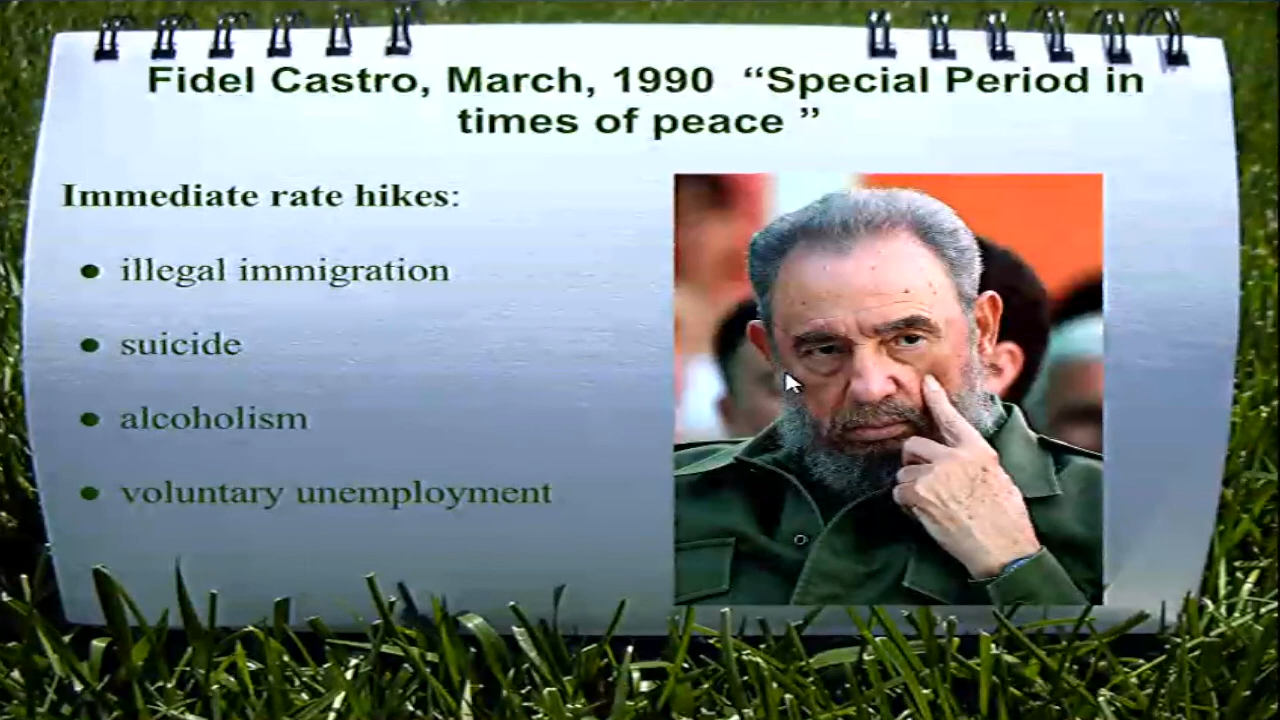 Fidel Castro, March, 1990 “Special Period in
times of peace ”
Immediate rate hikes:
● illegal immigration
● suicide
● alcoholism
● voluntary unemployment